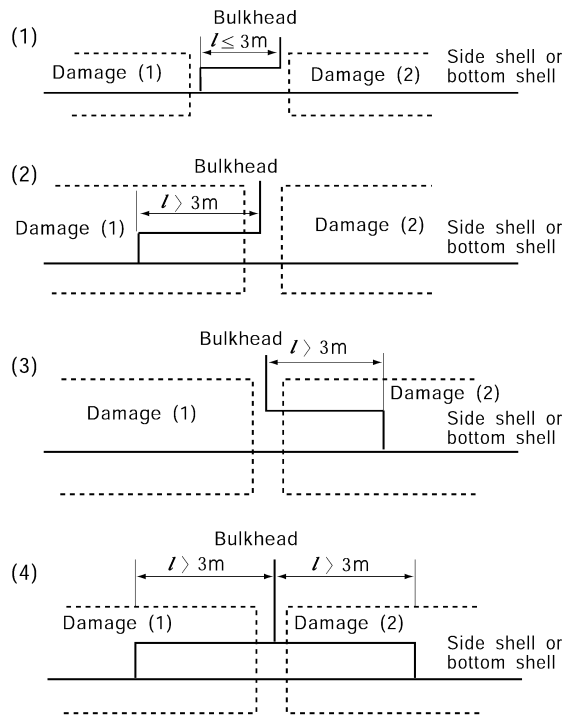 (1)
Bulkhead
l ≤ 3m
Damage (1)
Damage (2)
Side shell or
bottom shell
(2)
Bulkhead
l 〉 3m
Damage (1)
Damage (2)
Side shell or
bottom shell
(3)
Bulkhead
l 〉 3m
Damage (1)
Damage (2)
Side shell or
bottom shell
(4)
Bulkhead
l 〉 3m
l 〉 3m
Damage (1)
Damage (2)
Side shell or
bottom shell